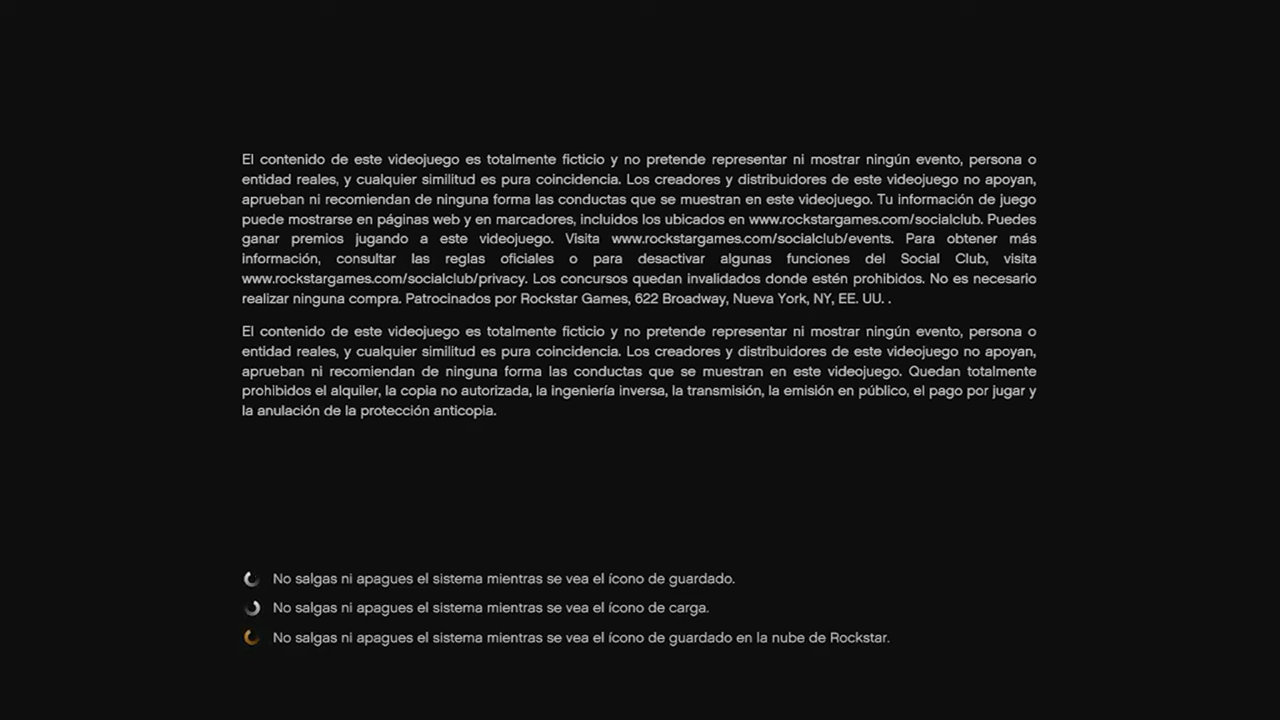 El contenido de este videojuego es totalmente ficticio y no pretende representar ni mostrar ningún evento, persona o
entidad reales, y cualquier similitud es pura coincidencia. Los creadores y distribuidores de este videojuego no apoyan,
aprueban ni recomiendan de ninguna forma las conductas que se muestran en este videojuego. Tu información de juego
puede mostrarse en páginas web y en marcadores, incluidos los ubicados en www.rockstargames.com/socialclub. Puedes
ganar premios jugando a este videojuego. Visita www.rockstargames.com/socialclub/events. Para obtener más
información, consultar las reglas oficiales o para desactivar algunas funciones del Social Club, visita
www.rockstargames.com/socialclub/privacy. Los concursos quedan invalidados donde estén prohibidos. No es necesario
realizar ninguna compra. Patrocinados por Rockstar Games, 622 Broadway, Nueva York, NY, EE. UU. .
El contenido de este videojuego es totalmente ficticio y no pretende representar ni mostrar ningún evento, persona o
entidad reales, y cualquier similitud es pura coincidencia. Los creadores y distribuidores de este videojuego no apoyan,
aprueban ni recomiendan de ninguna forma las conductas que se muestran en este videojuego. Quedan totalmente
prohibidos el alquiler, la copia no autorizada, la ingeniería inversa, la transmisión, la emisión en público, el pago por jugar y
la anulación de la protección anticopia.
No salgas ni apagues el sistema mientras se vea el ícono de guardado.
No salgas ni apagues el sistema mientras se vea el ícono de carga.
No salgas ni apagues el sistema mientras se vea el ícono de guardado en la nube de Rockstar.